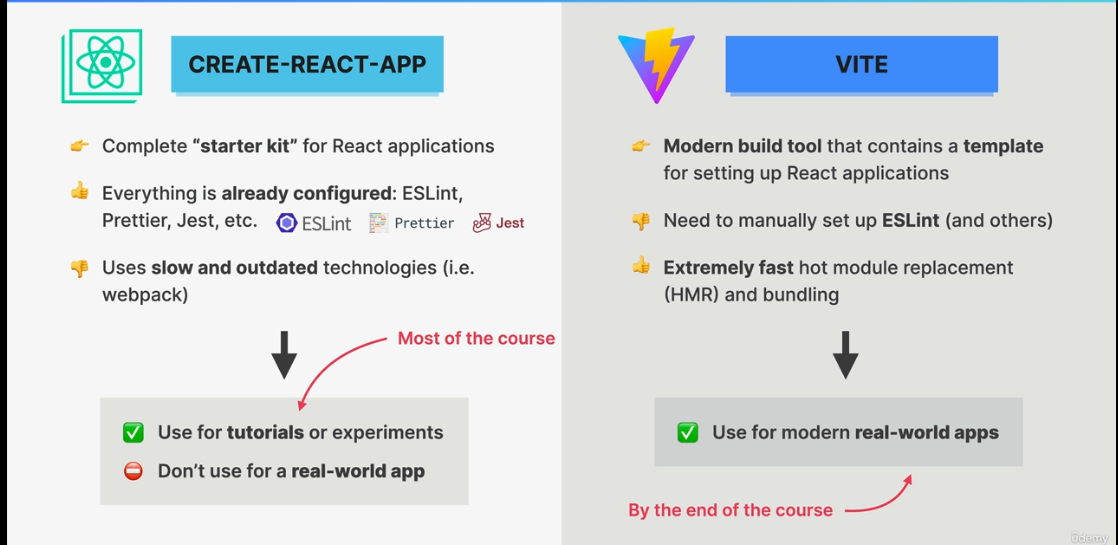 CREATE-REACT-APP
Complete “starter kit” for React applications
Everything is already configured: ESLint,
Prettier, Jest, etc.
ESLint
Prettier
Jest
Uses slow and outdated technologies (i.e.
webpack)
Most of the course
Use for tutorials or experiments
Don’t use for a real-world app
VITE
Modern build tool that contains a template
for setting up React applications
Need to manually set up ESLint (and others)
Extremely fast hot module replacement
(HMR) and bundling
Use for modern real-world apps
By the end of the course
ûdemy